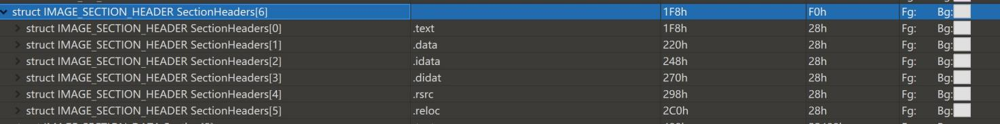 struct IMAGE_SECTION_HEADER SectionHeaders[6] 1F8h F0h Fg: Bg:
struct IMAGE_SECTION_HEADER SectionHeaders[0] .text 1F8h 28h Fg: Bg:
struct IMAGE_SECTION_HEADER SectionHeaders[1] .data 220h 28h Fg: Bg:
struct IMAGE_SECTION_HEADER SectionHeaders[2] .idata 248h 28h Fg: Bg:
struct IMAGE_SECTION_HEADER SectionHeaders[3] .didat 270h 28h Fg: Bg:
struct IMAGE_SECTION_HEADER SectionHeaders[4] .rsrc 298h 28h Fg: Bg:
struct IMAGE_SECTION_HEADER SectionHeaders[5] .reloc 2C0h 28h Fg: Bg: